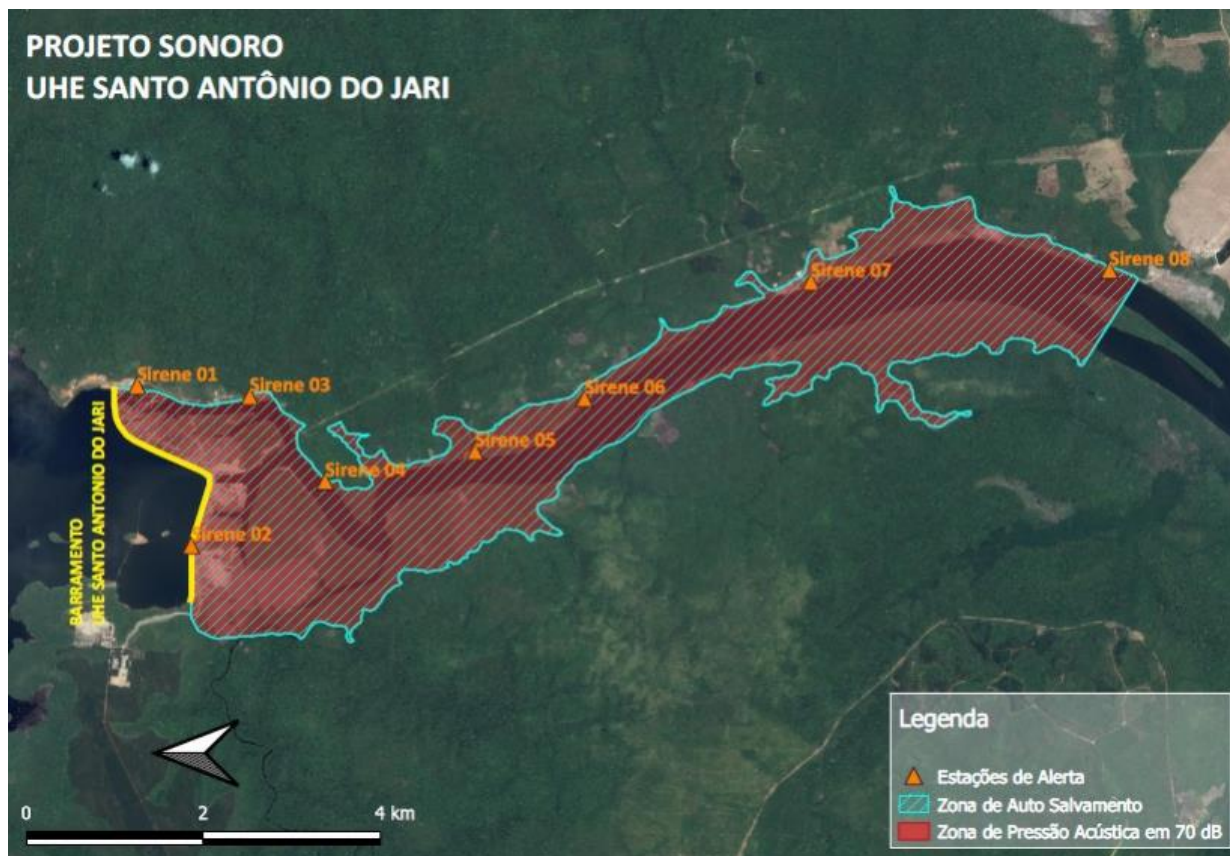 PROJETO SONORO
UHE SANTO ANTÔNIO DO JARI
Sirene 01
Sirene 02
Sirene 03
Sirene 04
Sirene 05
Sirene 06
Sirene 07
Sirene 08
BARRAMENTO
UHE SANTO ANTONIO DO JARI
0 2 4 km
Legenda
Estações de Alerta
Zona de Auto Salvamento
Zona de Pressão Acústica em 70 dB